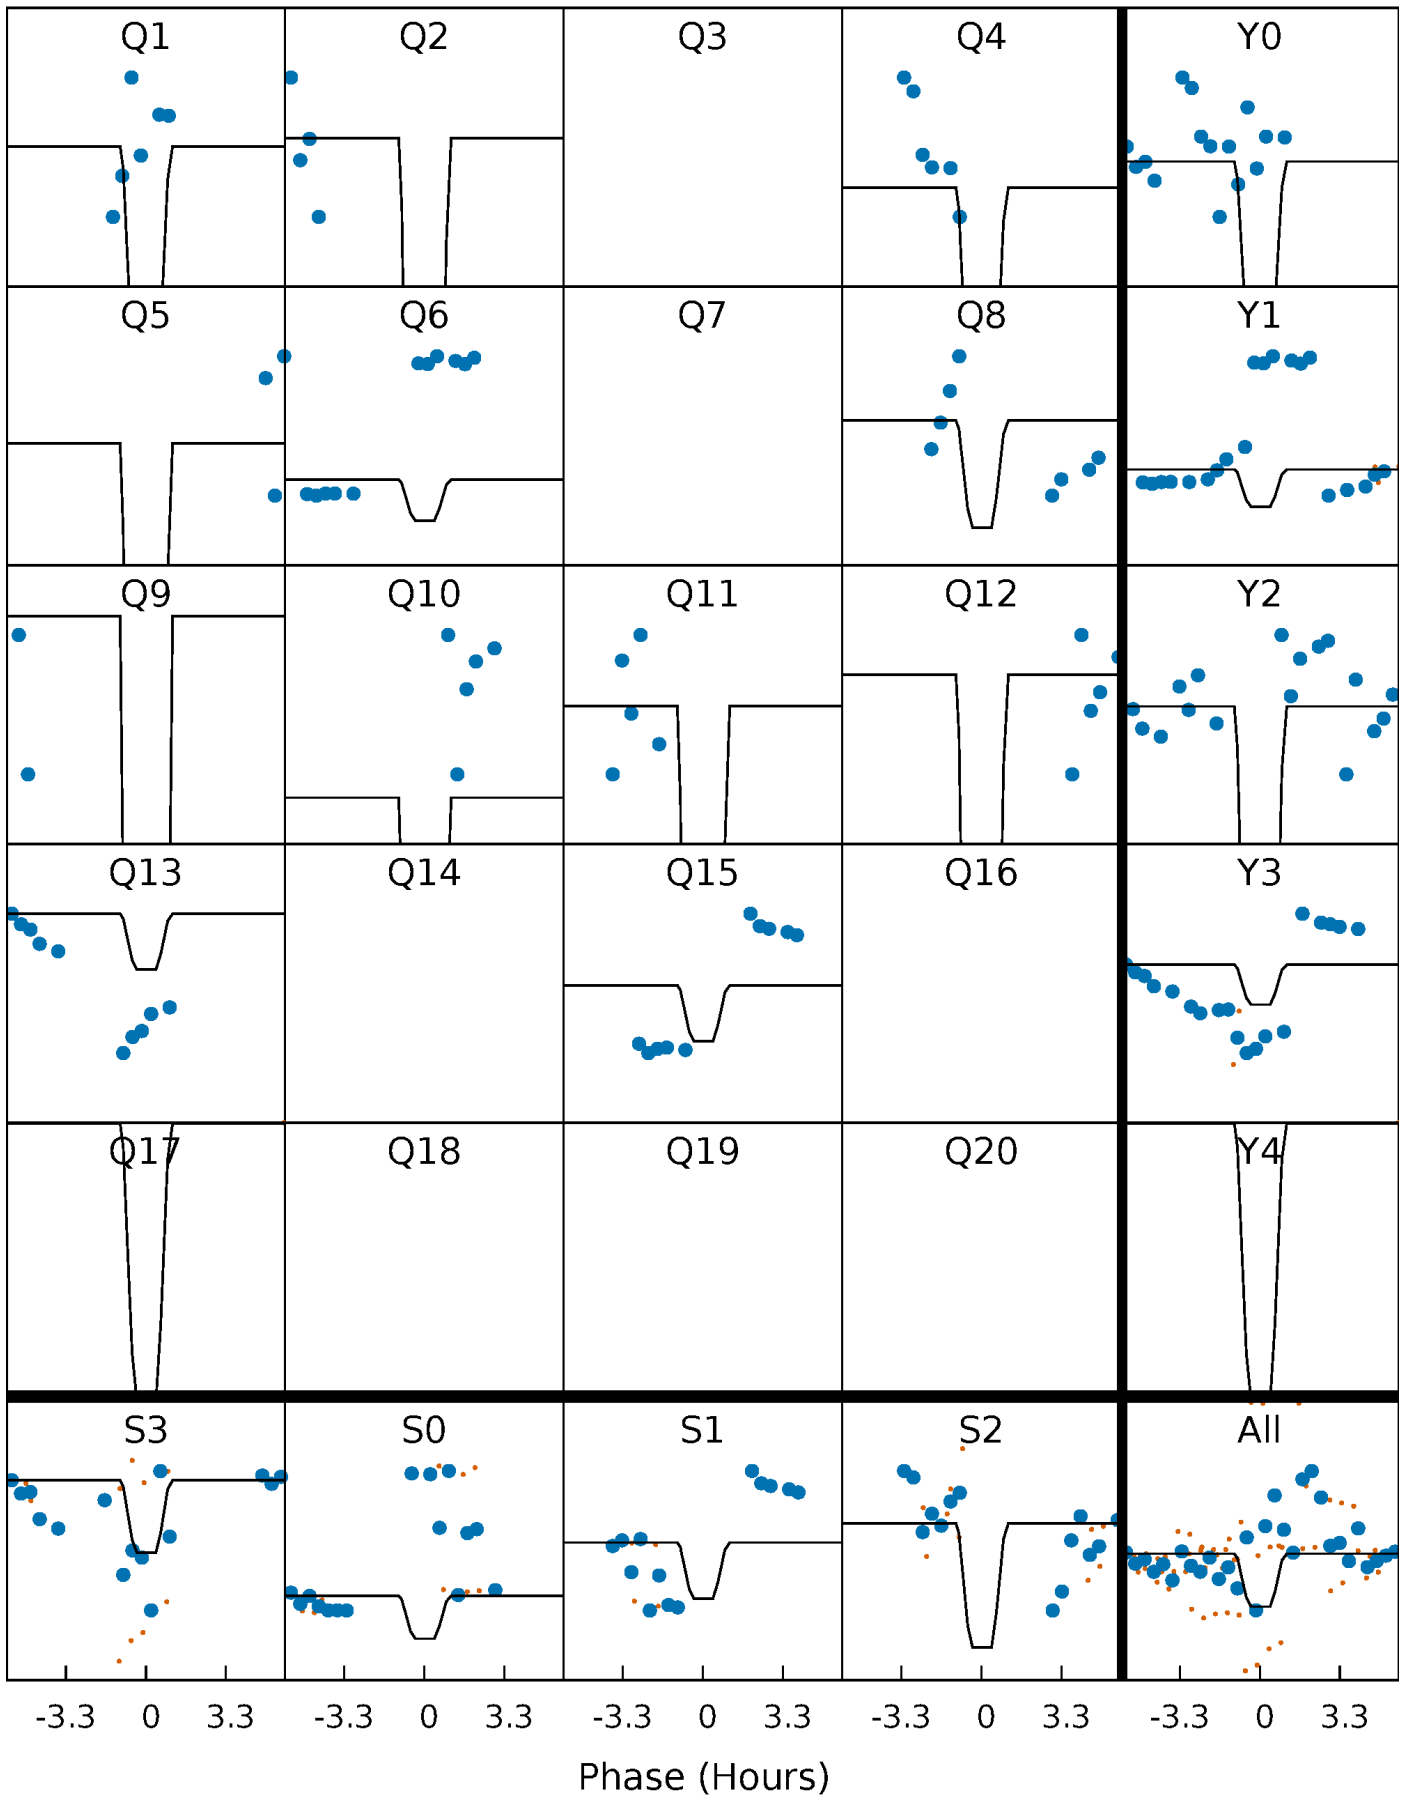 Q1 Q2 Q3 Q4 Y0
Q5 Q6 Q7 Q8 Y1
Q9 Q10 Q11 Q12 Y2
Q13 Q14 Q15 Q16 Y3
Q17 Q18 Q19 Q20 Y4
S3 S0 S1 S2 All
-3.3 0 3.3 -3.3 0 3.3 -3.3 0 3.3 -3.3 0 3.3 -3.3 0 3.3
Phase (Hours)